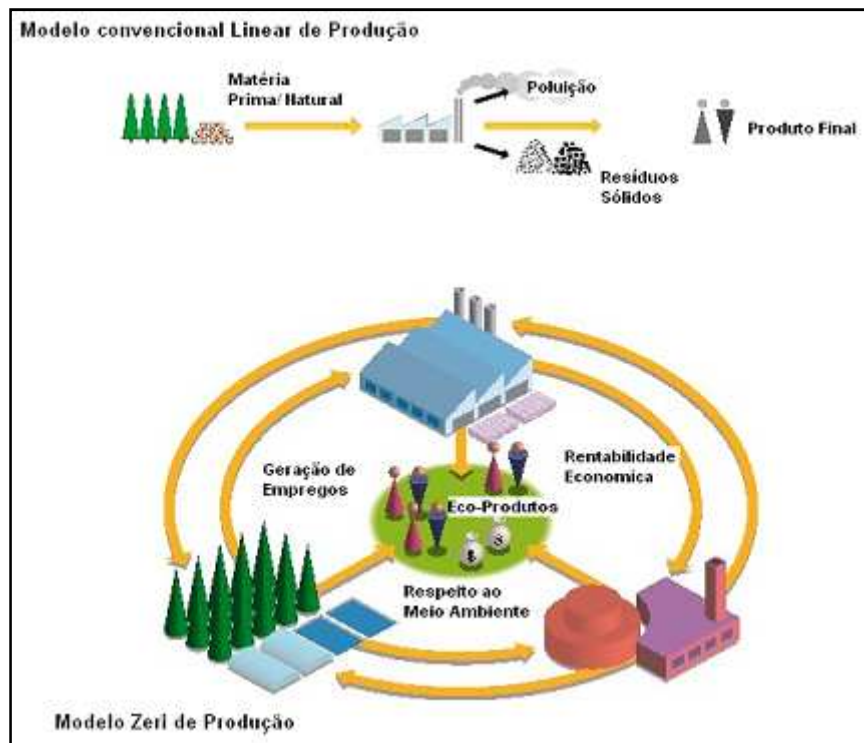 Modelo convencional Linear de Produção
Matéria
Prima/Natural
Poluição
Produto Final
Resíduos
Sólidos
Geração de
Empregos
Rentabilidade
Economica
Eco-Produtos
$
$
Respeito ao
Meio Ambiente
Modelo Zeri de Produção